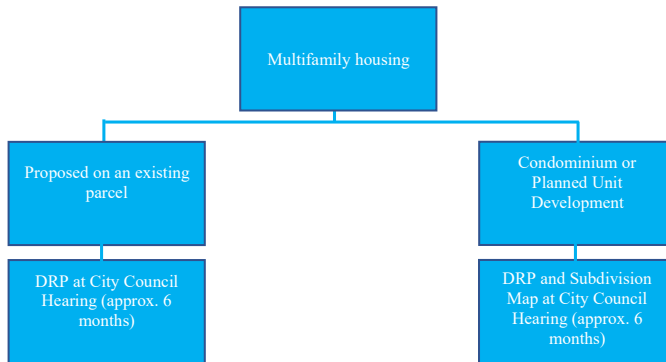 Multifamily housing
Proposed on an existing
parcel
Condominium or
Planned Unit
Development
DRP at City Council
Hearing (approx. 6
months)
DRP and Subdivision
Map at City Council
Hearing (approx. 6
months)